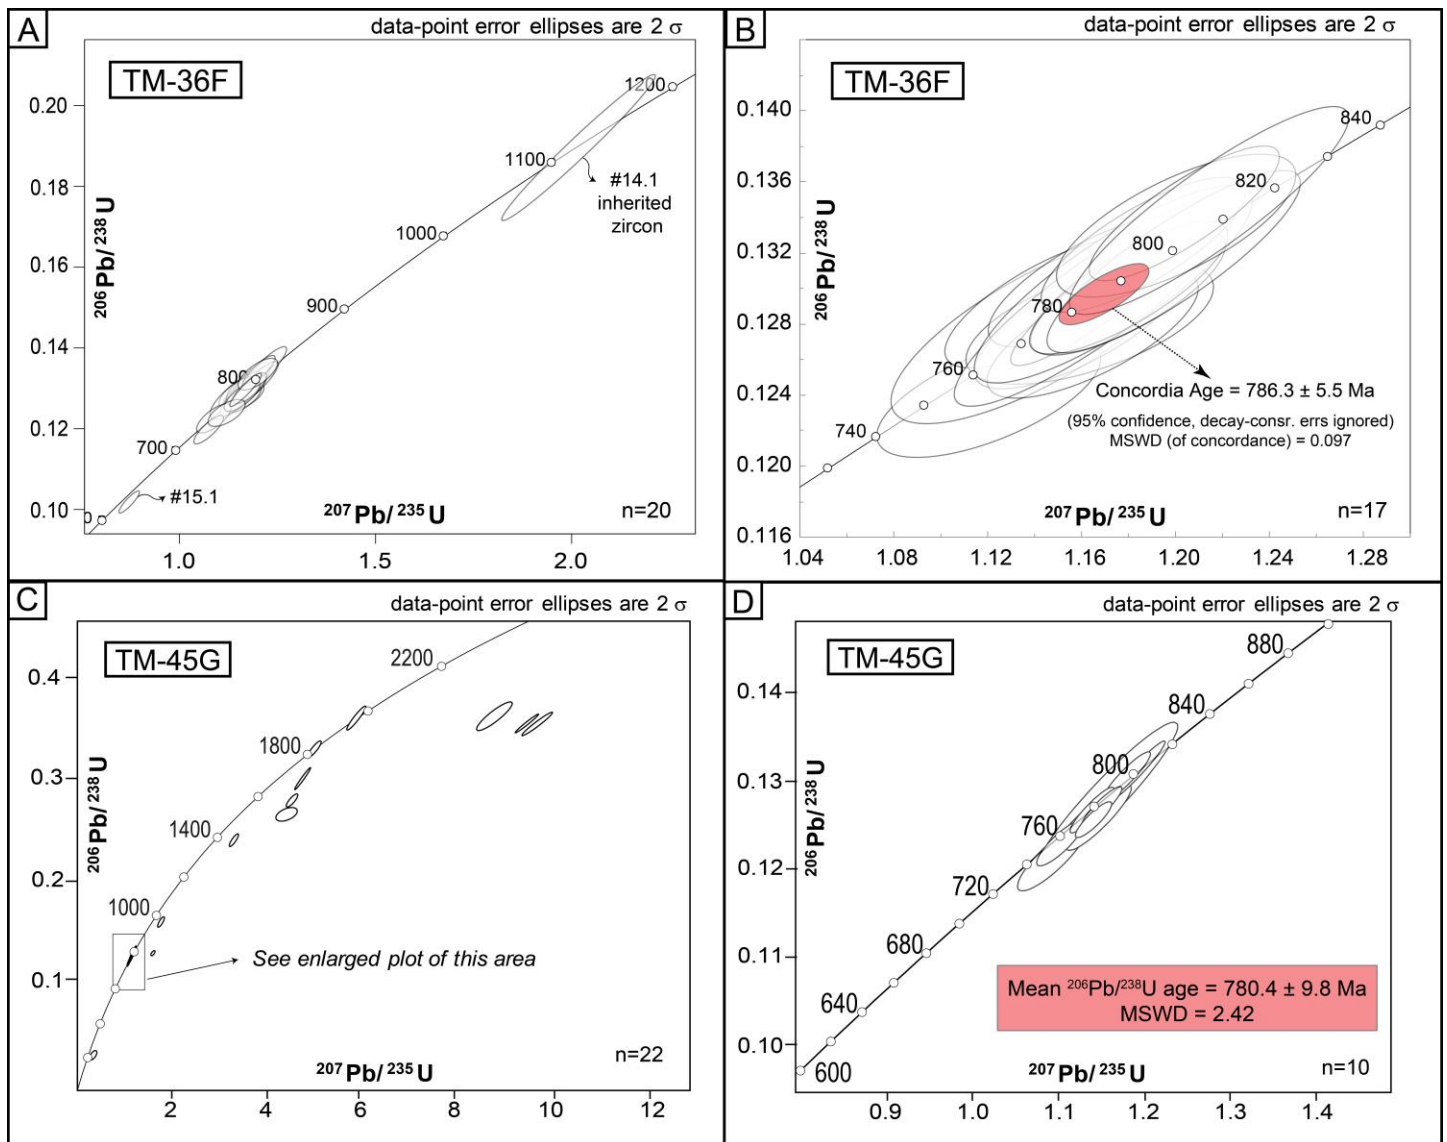 A
data-point error ellipses are 2 σ
TM-36F
0.20
0.18
0.16
0.14
0.12
0.10
²⁰⁶Pb/²³⁸U
1200
1100
1000
900
800
700
#14.1
inherited
zircon
#15.1
²⁰⁷Pb/²³⁵U
n=20
1.0
1.5
2.0
B
data-point error ellipses are 2 σ
TM-36F
0.140
0.136
0.132
0.128
0.124
0.120
0.116
²⁰⁶Pb/²³⁸U
840
820
800
780
760
740
Concordia Age = 786.3 ± 5.5 Ma
(95% confidence, decay-consr. errs ignored)
MSWD (of concordance) = 0.097
²⁰⁷Pb/²³⁵U
n=17
1.04
1.08
1.12
1.16
1.20
1.24
1.28
C
data-point error ellipses are 2 σ
TM-45G
0.4
0.3
0.2
0.1
²⁰⁶Pb/²³⁸U
2200
1800
1400
1000
See enlarged plot of this area
²⁰⁷Pb/²³⁵U
n=22
2
4
6
8
10
12
D
data-point error ellipses are 2 σ
TM-45G
0.14
0.13
0.12
0.11
0.10
²⁰⁶Pb/²³⁸U
880
840
800
760
720
680
640
600
Mean ²⁰⁶Pb/²³⁸U age = 780.4 ± 9.8 Ma
MSWD = 2.42
²⁰⁷Pb/²³⁵U
n=10
0.9
1.0
1.1
1.2
1.3
1.4